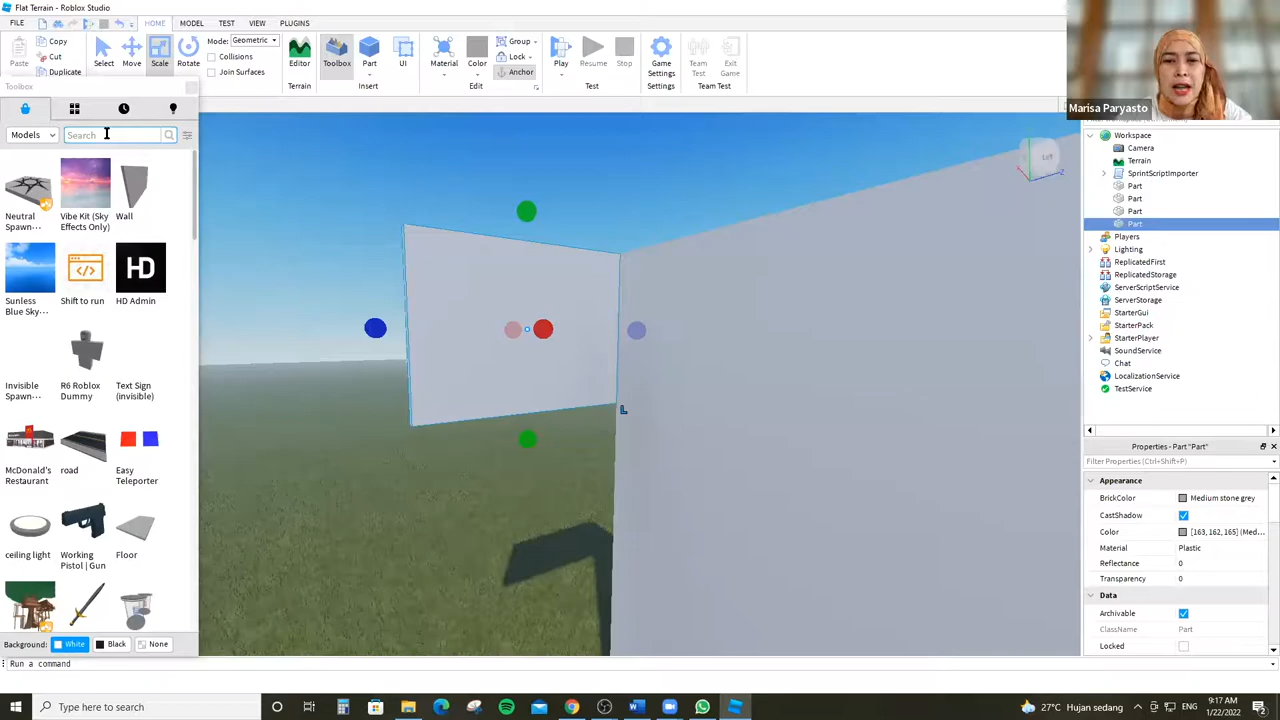 Flat Terrain - Roblox Studio
FILE HOME MODEL TEST VIEW PLUGINS
Paste Copy Cut Duplicate Select Move Scale Rotate Mode: Geometric Collisions Join Surfaces Editor Toolbox Part UI Material Color Group Lock Anchor Play Resume Stop Game Settings Team Test Exit Game
Terrain Insert Edit Test Settings Team Test
Marisa Paryasto
Toolbox
Models Search
Neutral Spawn... Vibe Kit (Sky Effects Only) Wall
HD
Sunless Blue Sky... Shift to run HD Admin
Invisible Spawn... R6 Roblox Dummy Text Sign (invisible)
McDonald's Restaurant road Easy Teleporter
ceiling light Working Pistol | Gun Floor
Background: White Black None
Run a command
L
Left
Z
Workspace
Camera
Terrain
SprintScriptImporter
Part
Part
Part
Part
Players
Lighting
ReplicatedFirst
ReplicatedStorage
ServerScriptService
ServerStorage
StarterGui
StarterPack
StarterPlayer
SoundService
Chat
LocalizationService
TestService
Properties - Part "Part"
Filter Properties (Ctrl+Shift+P)
Appearance
BrickColor Medium stone grey
CastShadow
Color [163, 162, 165] (Med...
Material Plastic
Reflectance 0
Transparency 0
Data
Archivable
ClassName Part
Locked
Type here to search
W
27°C Hujan sedang ENG 9:17 AM
1/22/2022
2